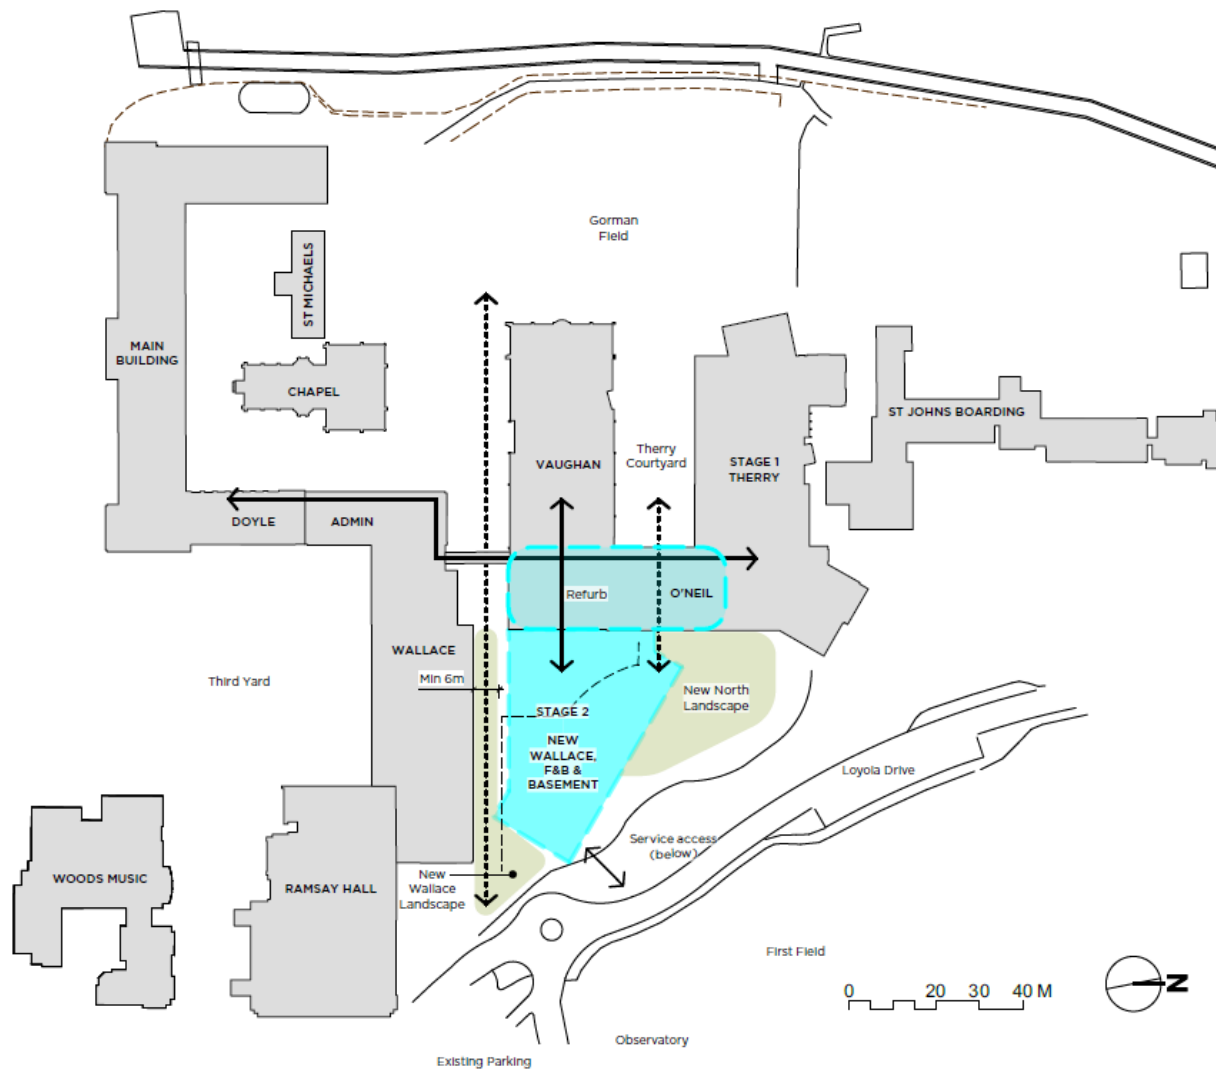 Gorman
Field
ST MICHAELS
MAIN
BUILDING
CHAPEL
ST JOHNS BOARDING
Therry
Courtyard
VAUGHAN
STAGE 1
THERRY
DOYLE
ADMIN
Refurb
O'NEIL
WALLACE
Min 6m
Third Yard
New North
Landscape
STAGE 2
NEW
WALLACE,
F&B &
BASEMENT
Loyola Drive
Service access
(below)
WOODS MUSIC
RAMSAY HALL
New
Wallace
Landscape
First Field
0 20 30 40 M
N
Observatory
Existing Parking